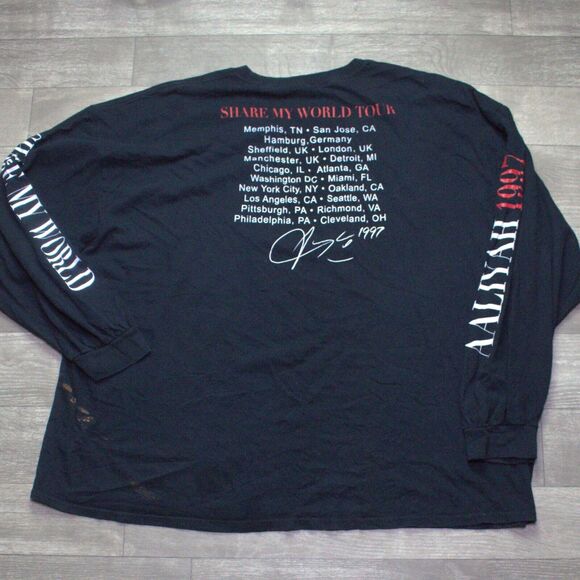 SHARE MY WORLD TOUR
Memphis, TN • San Jose, CA
Hamburg,Germany
Sheffield, UK • London, UK
Manchester, UK • Detroit, MI
Chicago, IL • Atlanta, GA
Washington DC • Miami, FL
New York City, NY • Oakland, CA
Los Angeles, CA • Seattle, WA
Pittsburgh, PA • Richmond, VA
Philadelphia, PA • Cleveland, OH
1997
MY WORLD
AALIYAH 1997